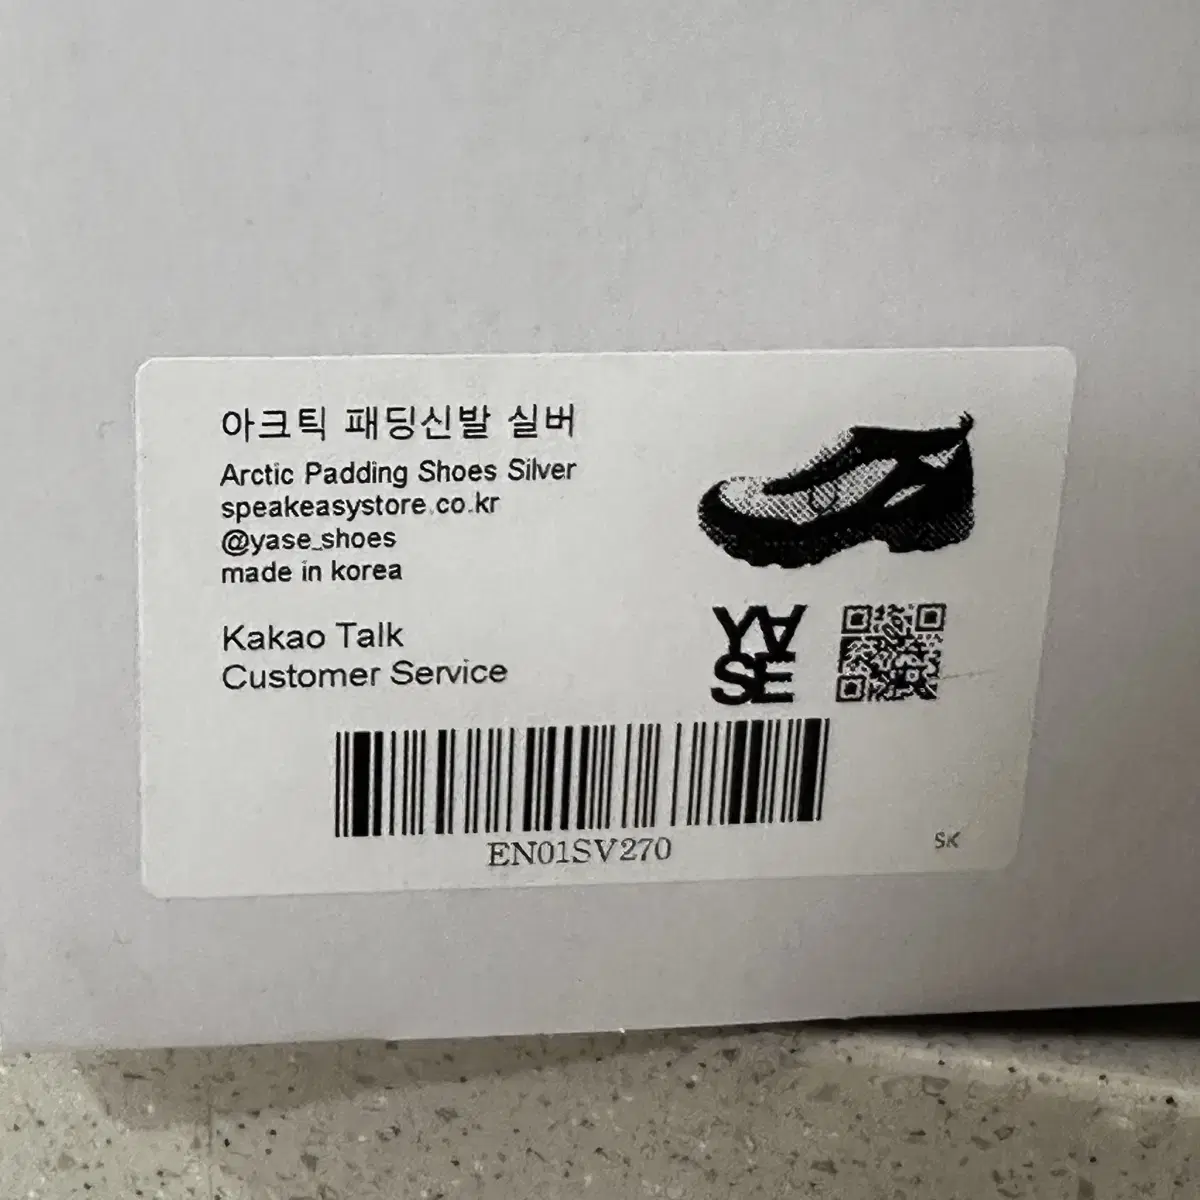 아크틱 패딩신발 실버
Arctic Padding Shoes Silver
speakeasystore.co.kr
@yase_shoes
made in korea
Kakao Talk
Customer Service
YA
SE
EN01SV270
SK